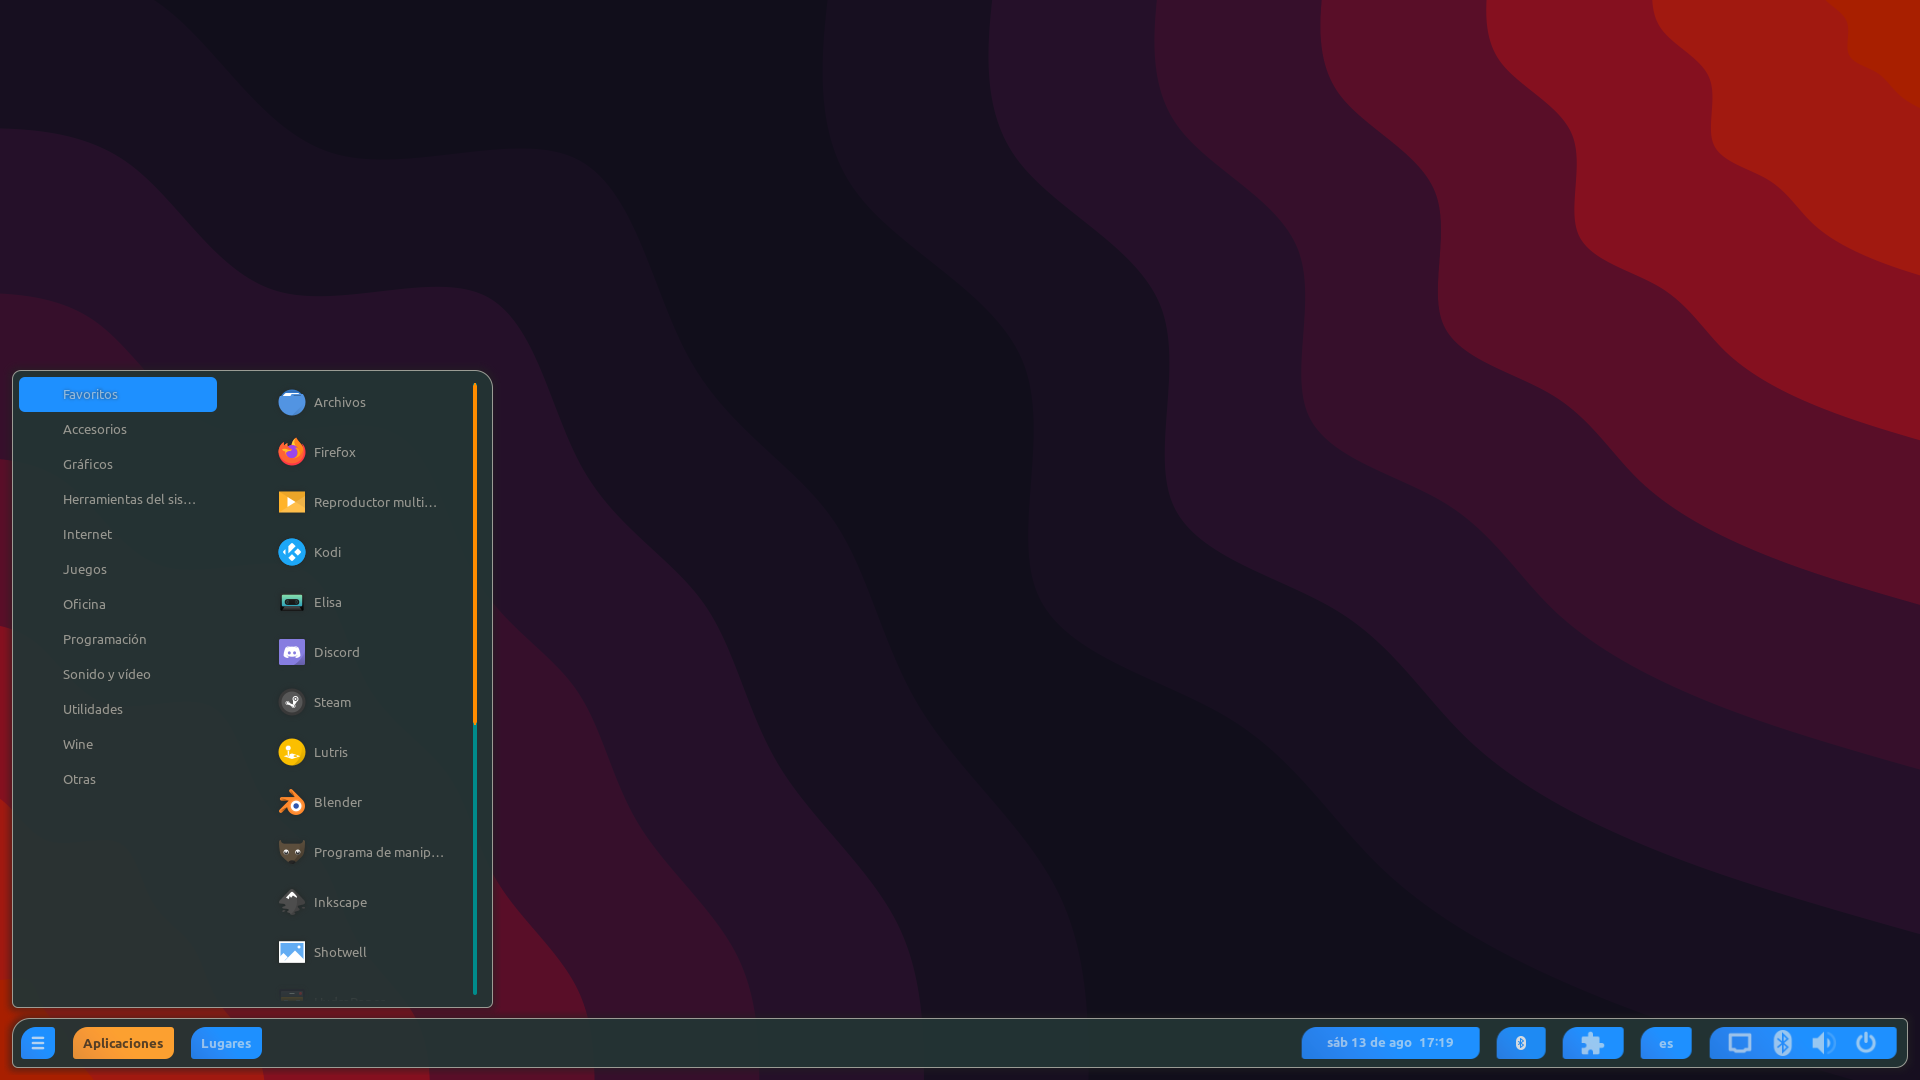 Favoritos
Accesorios
Gráficos
Herramientas del sis…
Internet
Juegos
Oficina
Programación
Sonido y vídeo
Utilidades
Wine
Otras
Archivos
Firefox
Reproductor multi…
Kodi
Elisa
Discord
Steam
Lutris
Blender
Programa de manip…
Inkscape
Shotwell
Aplicaciones
Lugares
sáb 13 de ago 17:19
es